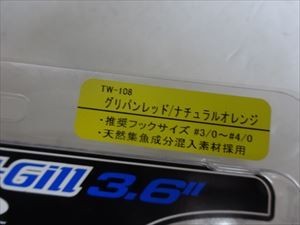 TW-108
グリパンレッド/ナチュラルオレンジ
・推奨フックサイズ #3/0～#4/0
・天然集魚成分混入素材採用
-Gill 3.6"